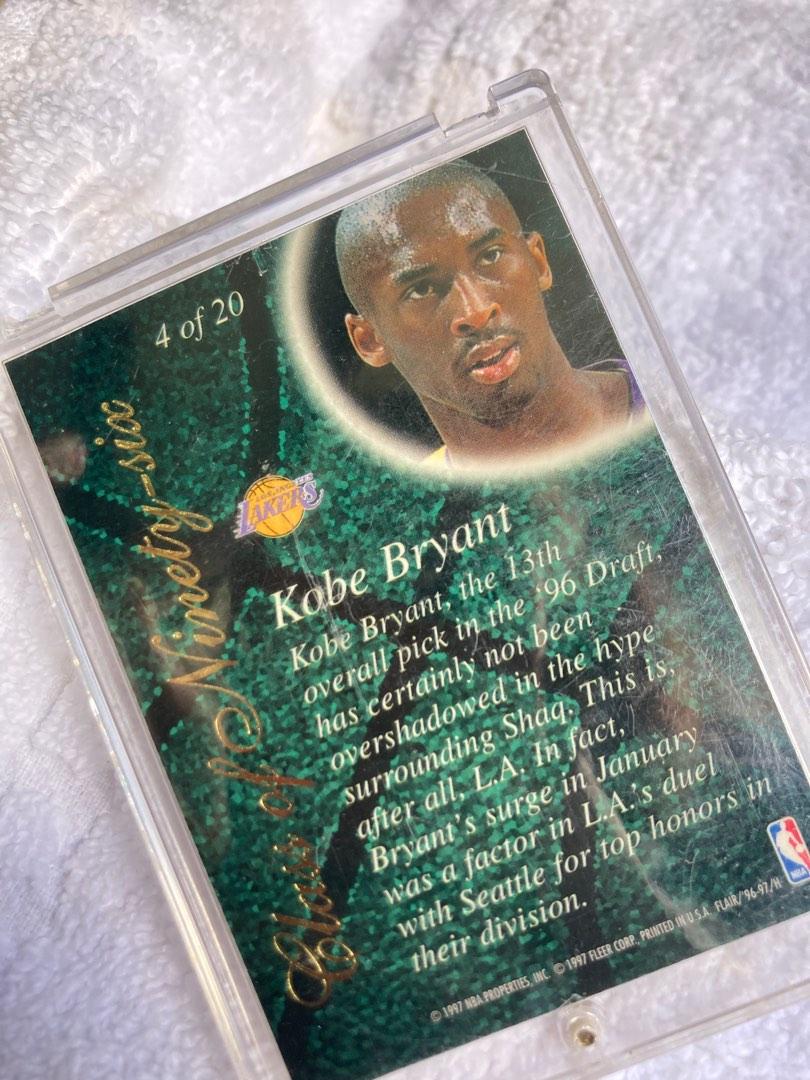 4 of 20
Class of Ninety-six
LOS ANGELES
LAKERS
Kobe Bryant
Kobe Bryant, the 13th
overall pick in the '96 Draft,
has certainly not been
overshadowed in the hype
surrounding Shaq. This is,
after all, L.A. In fact,
Bryant's surge in January
was a factor in L.A.'s duel
with Seattle for top honors in
their division.
NBA
© 1997 NBA PROPERTIES, INC. © 1997 FLEER CORP., PRINTED IN U.S.A. FLAIR/'96-97/H